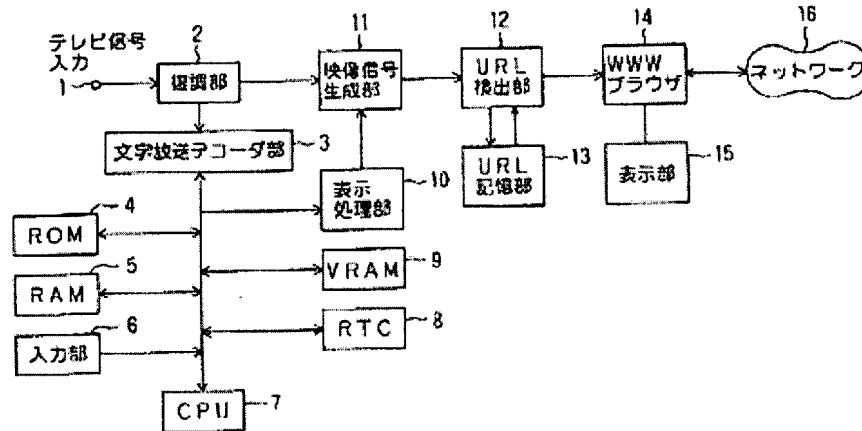 テレビ信号
入力
1
2
復調部
3
文字放送デコーダ部
4
ROM
5
RAM
6
入力部
7
CPU
8
RTC
9
VRAM
10
表示
処理部
11
映像信号
生成部
12
URL
検出部
13
URL
記憶部
14
WWW
ブラウザ
15
表示部
16
ネットワーク